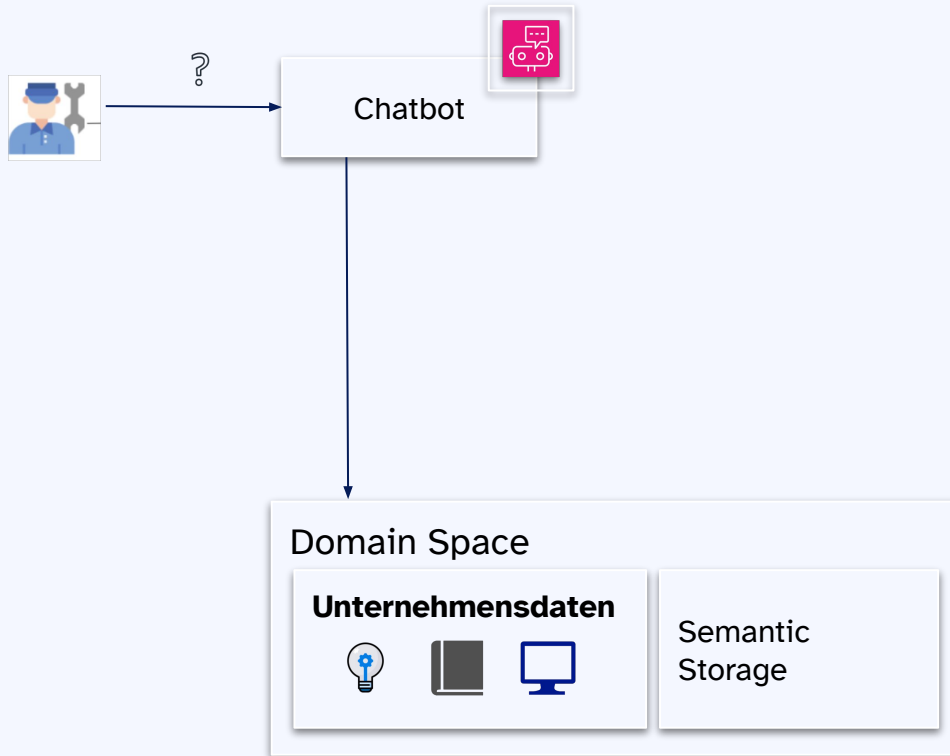 ?
Chatbot
Domain Space
Unternehmensdaten
Semantic
Storage